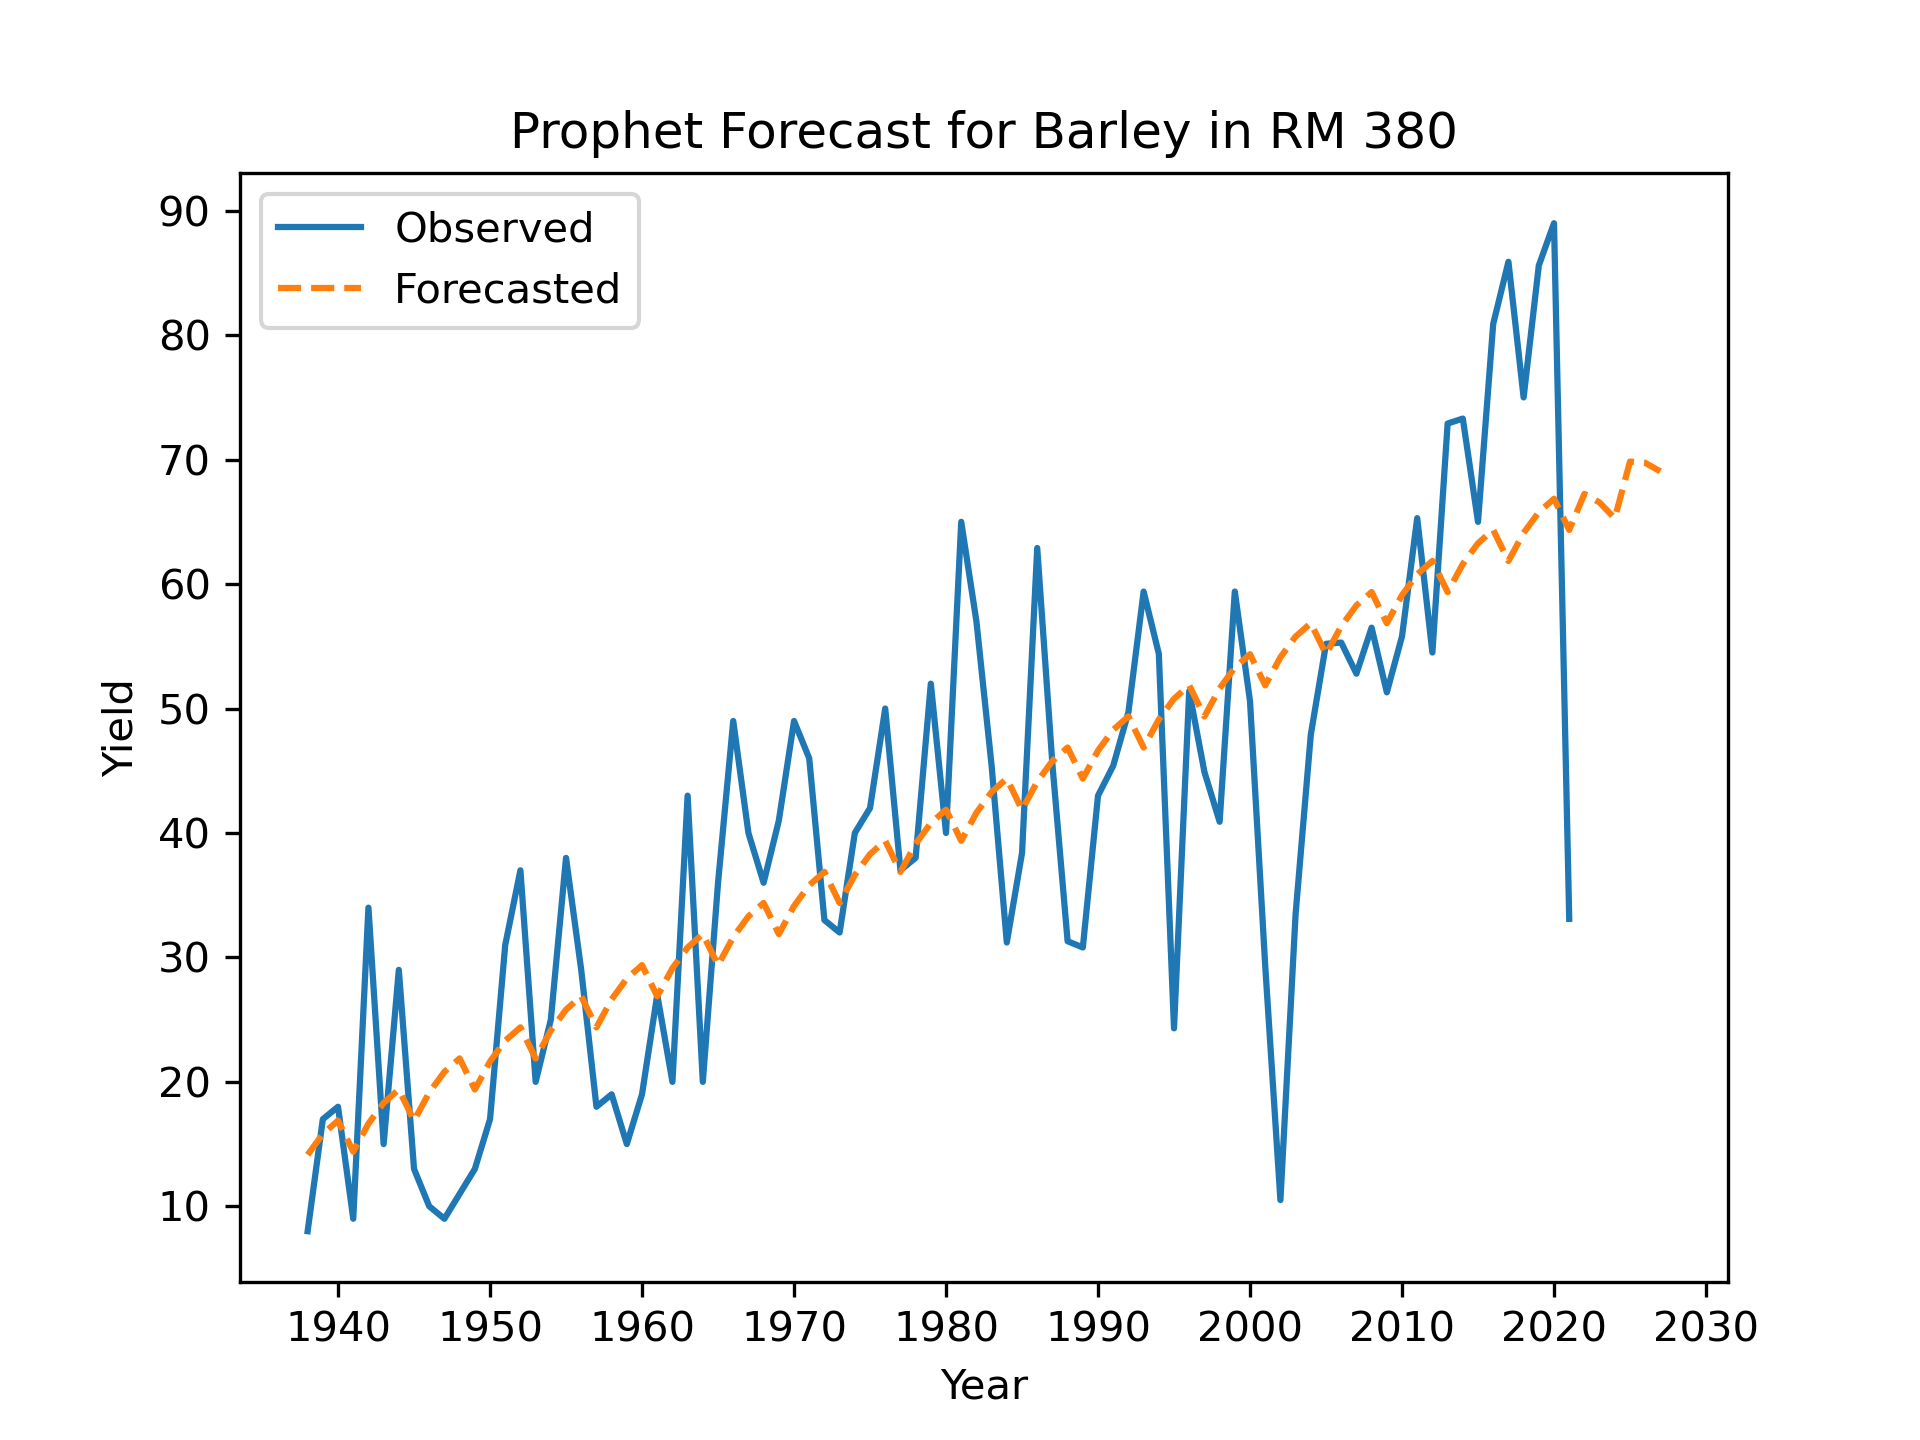 Prophet Forecast for Barley in RM 380
Observed
Forecasted
90
80
70
60
50
40
30
20
10
Yield
1940 1950 1960 1970 1980 1990 2000 2010 2020 2030
Year